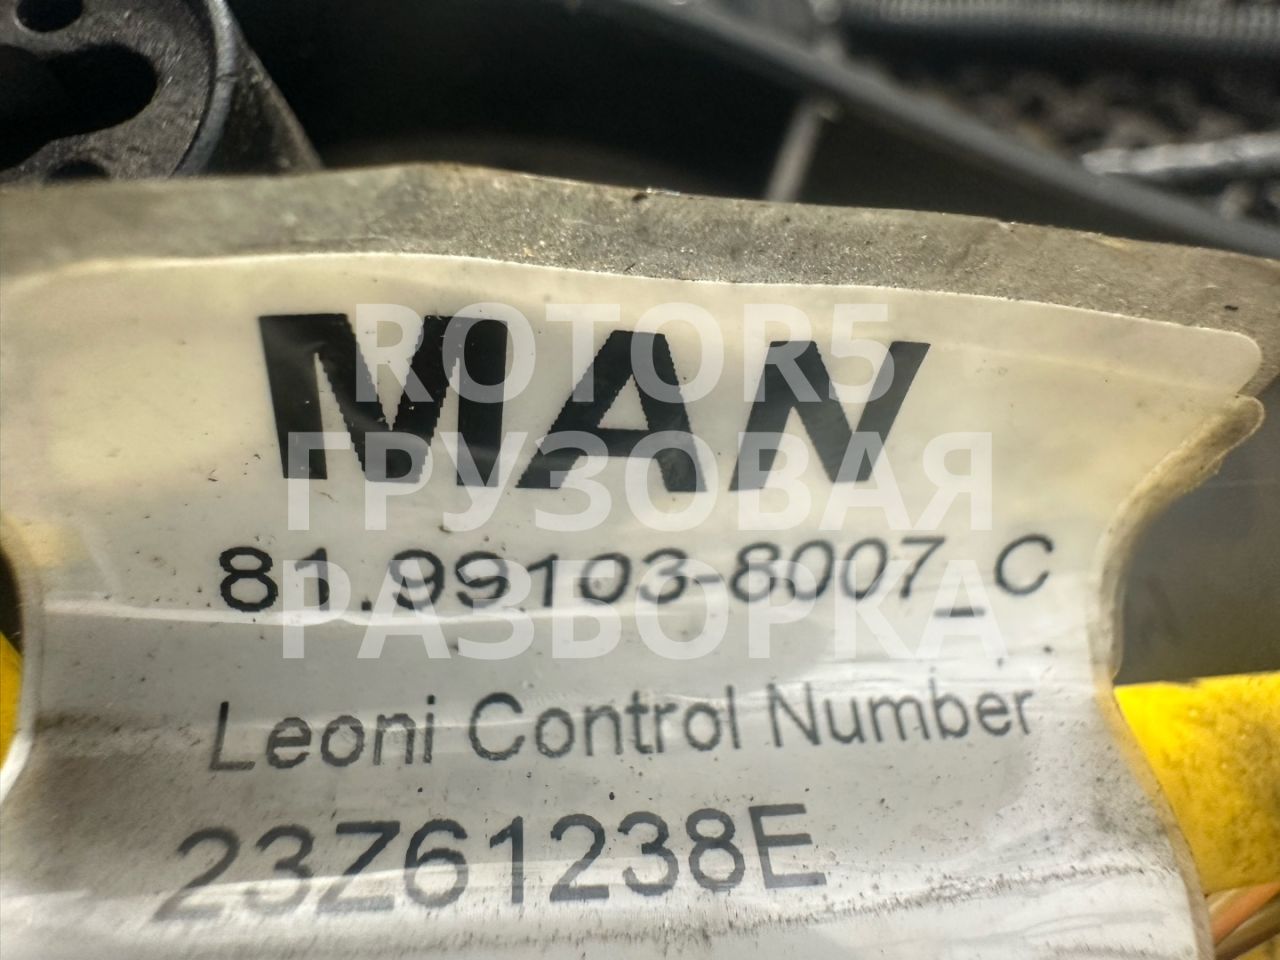 MAN
81.99103-8007_C
Leoni Control Number
23Z61238E
ROTOR5
ГРУЗОВАЯ
РАЗБОРКА